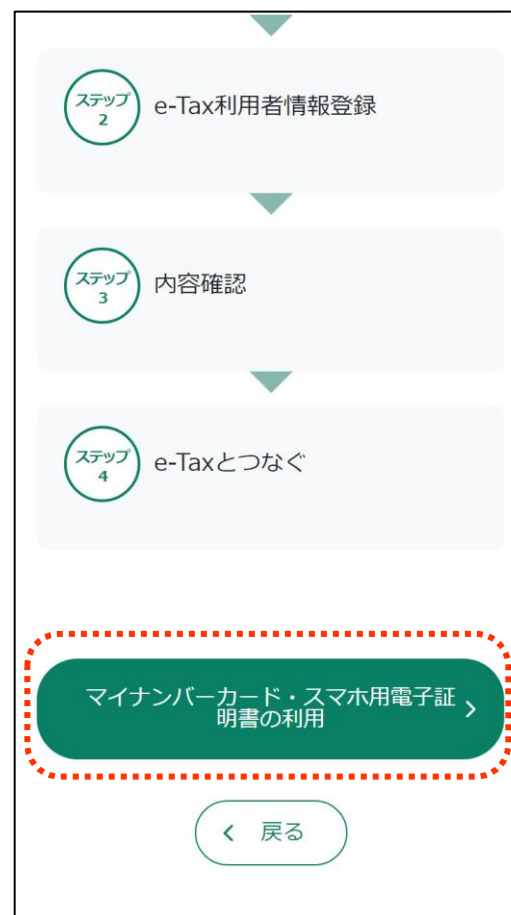 ステップ
2
e-Tax利用者情報登録
ステップ
3
内容確認
ステップ
4
e-Taxとつなぐ
マイナンバーカード・スマホ用電子証
明書の利用
戻る